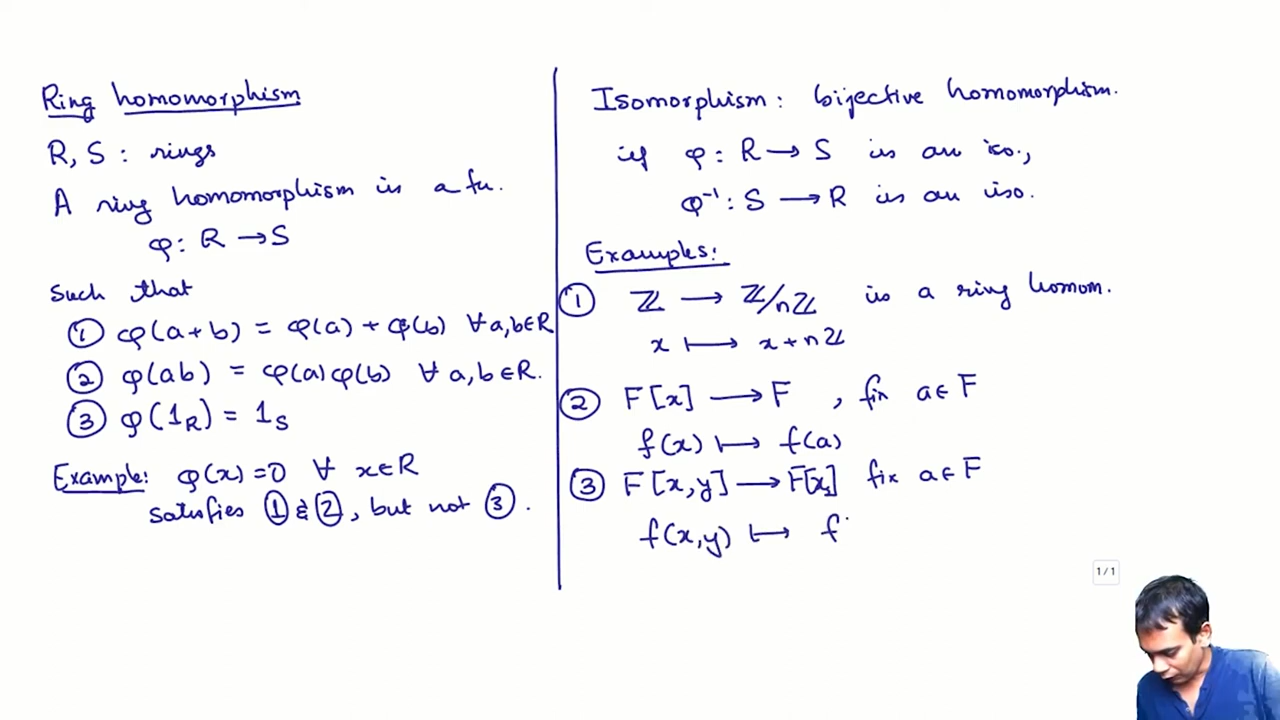 Ring homomorphism
R, S : rings
A ring homomorphism is a fn.
φ: R → S
Such that
① φ(a+b) = φ(a) + φ(b) ∀ a,b ∈ R
② φ(ab) = φ(a) φ(b) ∀ a, b ∈ R.
③ φ(1_R) = 1_S
Example: φ(x) = 0 ∀ x ∈ R
satisfies ① & ②, but not ③.
Isomorphism: bijective homomorphism.
if φ: R → S is an iso.,
φ⁻¹: S → R is an iso.
Examples:
① ℤ → ℤ/nℤ is a ring homom.
x ↦ x + nℤ
② F[x] → F , fix a ∈ F
f(x) ↦ f(a)
③ F[x,y] → F[x] fix a ∈ F
f(x,y) ↦ f
1/1